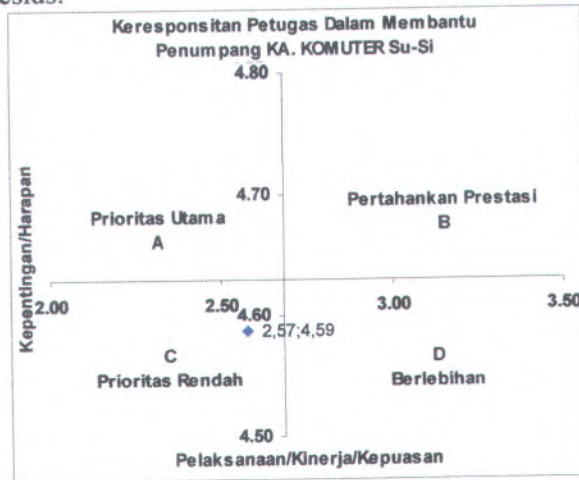 Keresponsitan Petugas Dalam Membantu
Penumpang KA. KOMUTER Su-Si
4.80
4.70
Pertahankan Prestasi
B
Prioritas Utama
A
Kepentingan/Harapan
2.00
2.50
3.00
3.50
4.60
2,57;4,59
C
Prioritas Rendah
D
Berlebihan
4.50
Pelaksanaan/Kinerja/Kepuasan